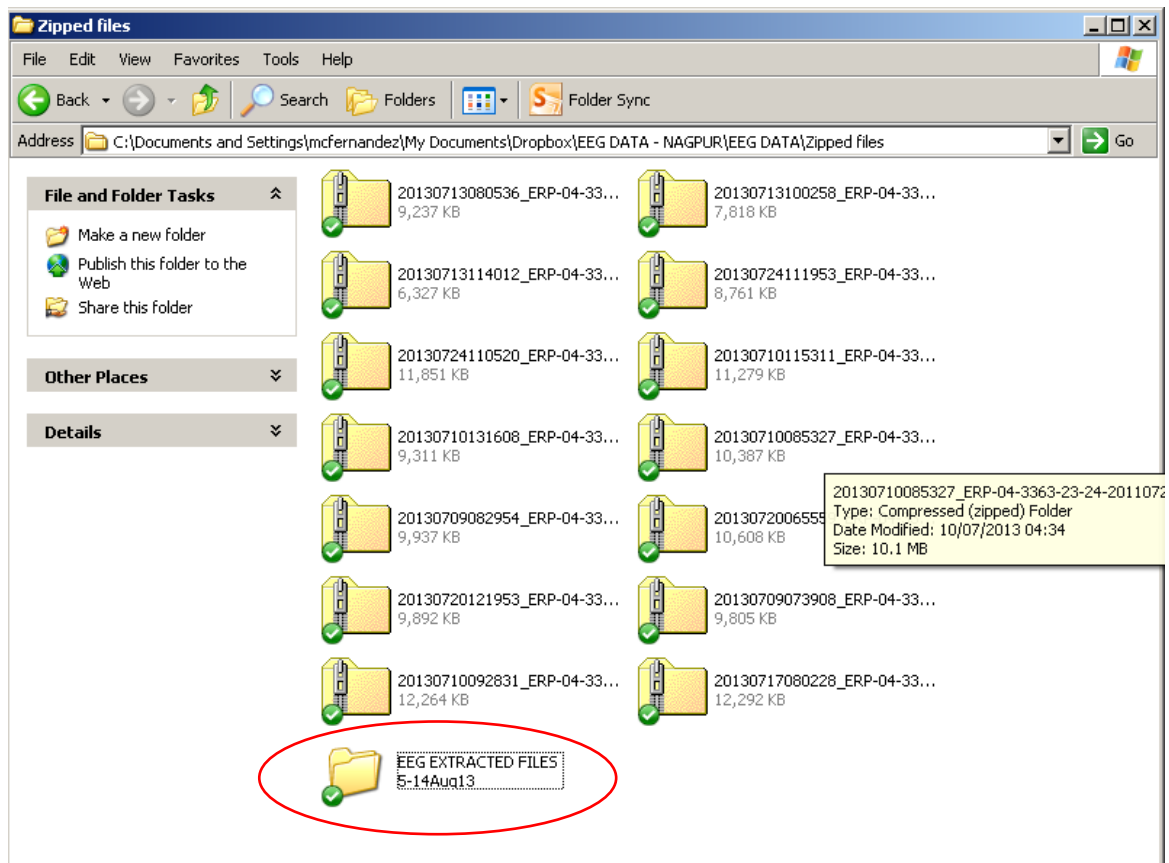 Zipped files
File Edit View Favorites Tools Help
Back Search Folders Folder Sync
Address C:\Documents and Settings\mcfernandez\My Documents\Dropbox\EEG DATA - NAGPUR\EEG DATA\Zipped files Go
File and Folder Tasks
Make a new folder
Publish this folder to the
Web
Share this folder
Other Places
Details
20130713080536_ERP-04-33...
9,237 KB
20130713100258_ERP-04-33...
7,818 KB
20130713114012_ERP-04-33...
6,327 KB
20130724111953_ERP-04-33...
8,761 KB
20130724110520_ERP-04-33...
11,851 KB
20130710115311_ERP-04-33...
11,279 KB
20130710131608_ERP-04-33...
9,311 KB
20130710085327_ERP-04-33...
10,387 KB
20130710085327_ERP-04-3363-23-24-2011072
Type: Compressed (zipped) Folder
Date Modified: 10/07/2013 04:34
Size: 10.1 MB
20130709082954_ERP-04-33...
9,937 KB
2013072006555
10,608 KB
20130720121953_ERP-04-33...
9,892 KB
20130709073908_ERP-04-33...
9,805 KB
20130710092831_ERP-04-33...
12,264 KB
20130717080228_ERP-04-33...
12,292 KB
EEG EXTRACTED FILES
5-14Aug13